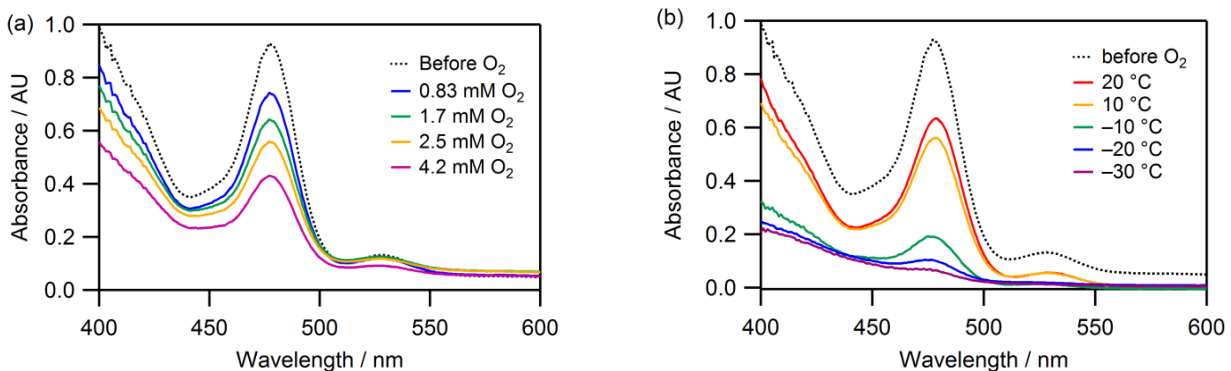 (a)
Absorbance / AU
1.0
0.8
0.6
0.4
0.2
0.0
400
450
500
550
600
Wavelength / nm
Before O₂
0.83 mM O₂
1.7 mM O₂
2.5 mM O₂
4.2 mM O₂
(b)
Absorbance / AU
1.0
0.8
0.6
0.4
0.2
0.0
400
450
500
550
600
Wavelength / nm
before O₂
20 °C
10 °C
–10 °C
–20 °C
–30 °C